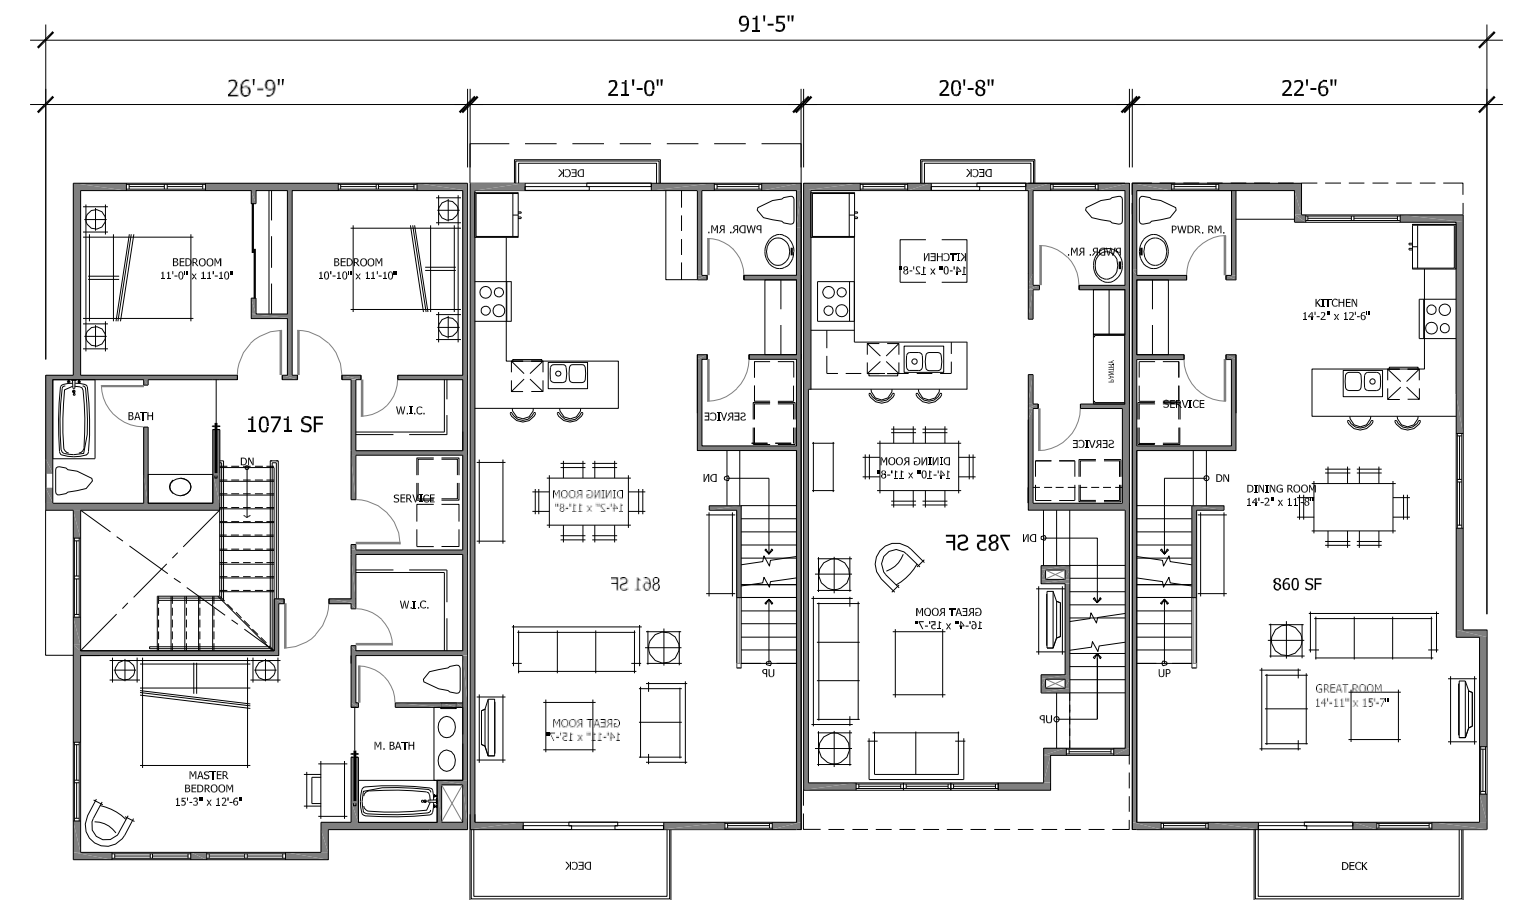 91'-5"
26'-9"
21'-0"
20'-8"
22'-6"
DECK
DECK
BEDROOM
11'-0" x 11'-10"
BEDROOM
10'-10" x 11'-10"
PWDR. RM.
PWDR. RM.
KITCHEN
14'-0" x 12'-8"
PWDR. RM.
KITCHEN
14'-2" x 12'-6"
PANTRY
BATH
1071 SF
W.I.C.
SERVICE
SERVICE
SERVICE
DN
SERVICE
DN
DINING ROOM
14'-2" x 11'-8"
DINING ROOM
14'-10" x 11'-8"
DN
DINING ROOM
14'-2" x 11'-8"
785 SF
DN
861 SF
860 SF
W.I.C.
GREAT ROOM
16'-4" x 15'-7"
UP
UP
UP
GREAT ROOM
14'-11" x 15'-7"
GREAT ROOM
14'-11" x 15'-7"
M. BATH
MASTER
BEDROOM
15'-3" x 12'-6"
DECK
DECK